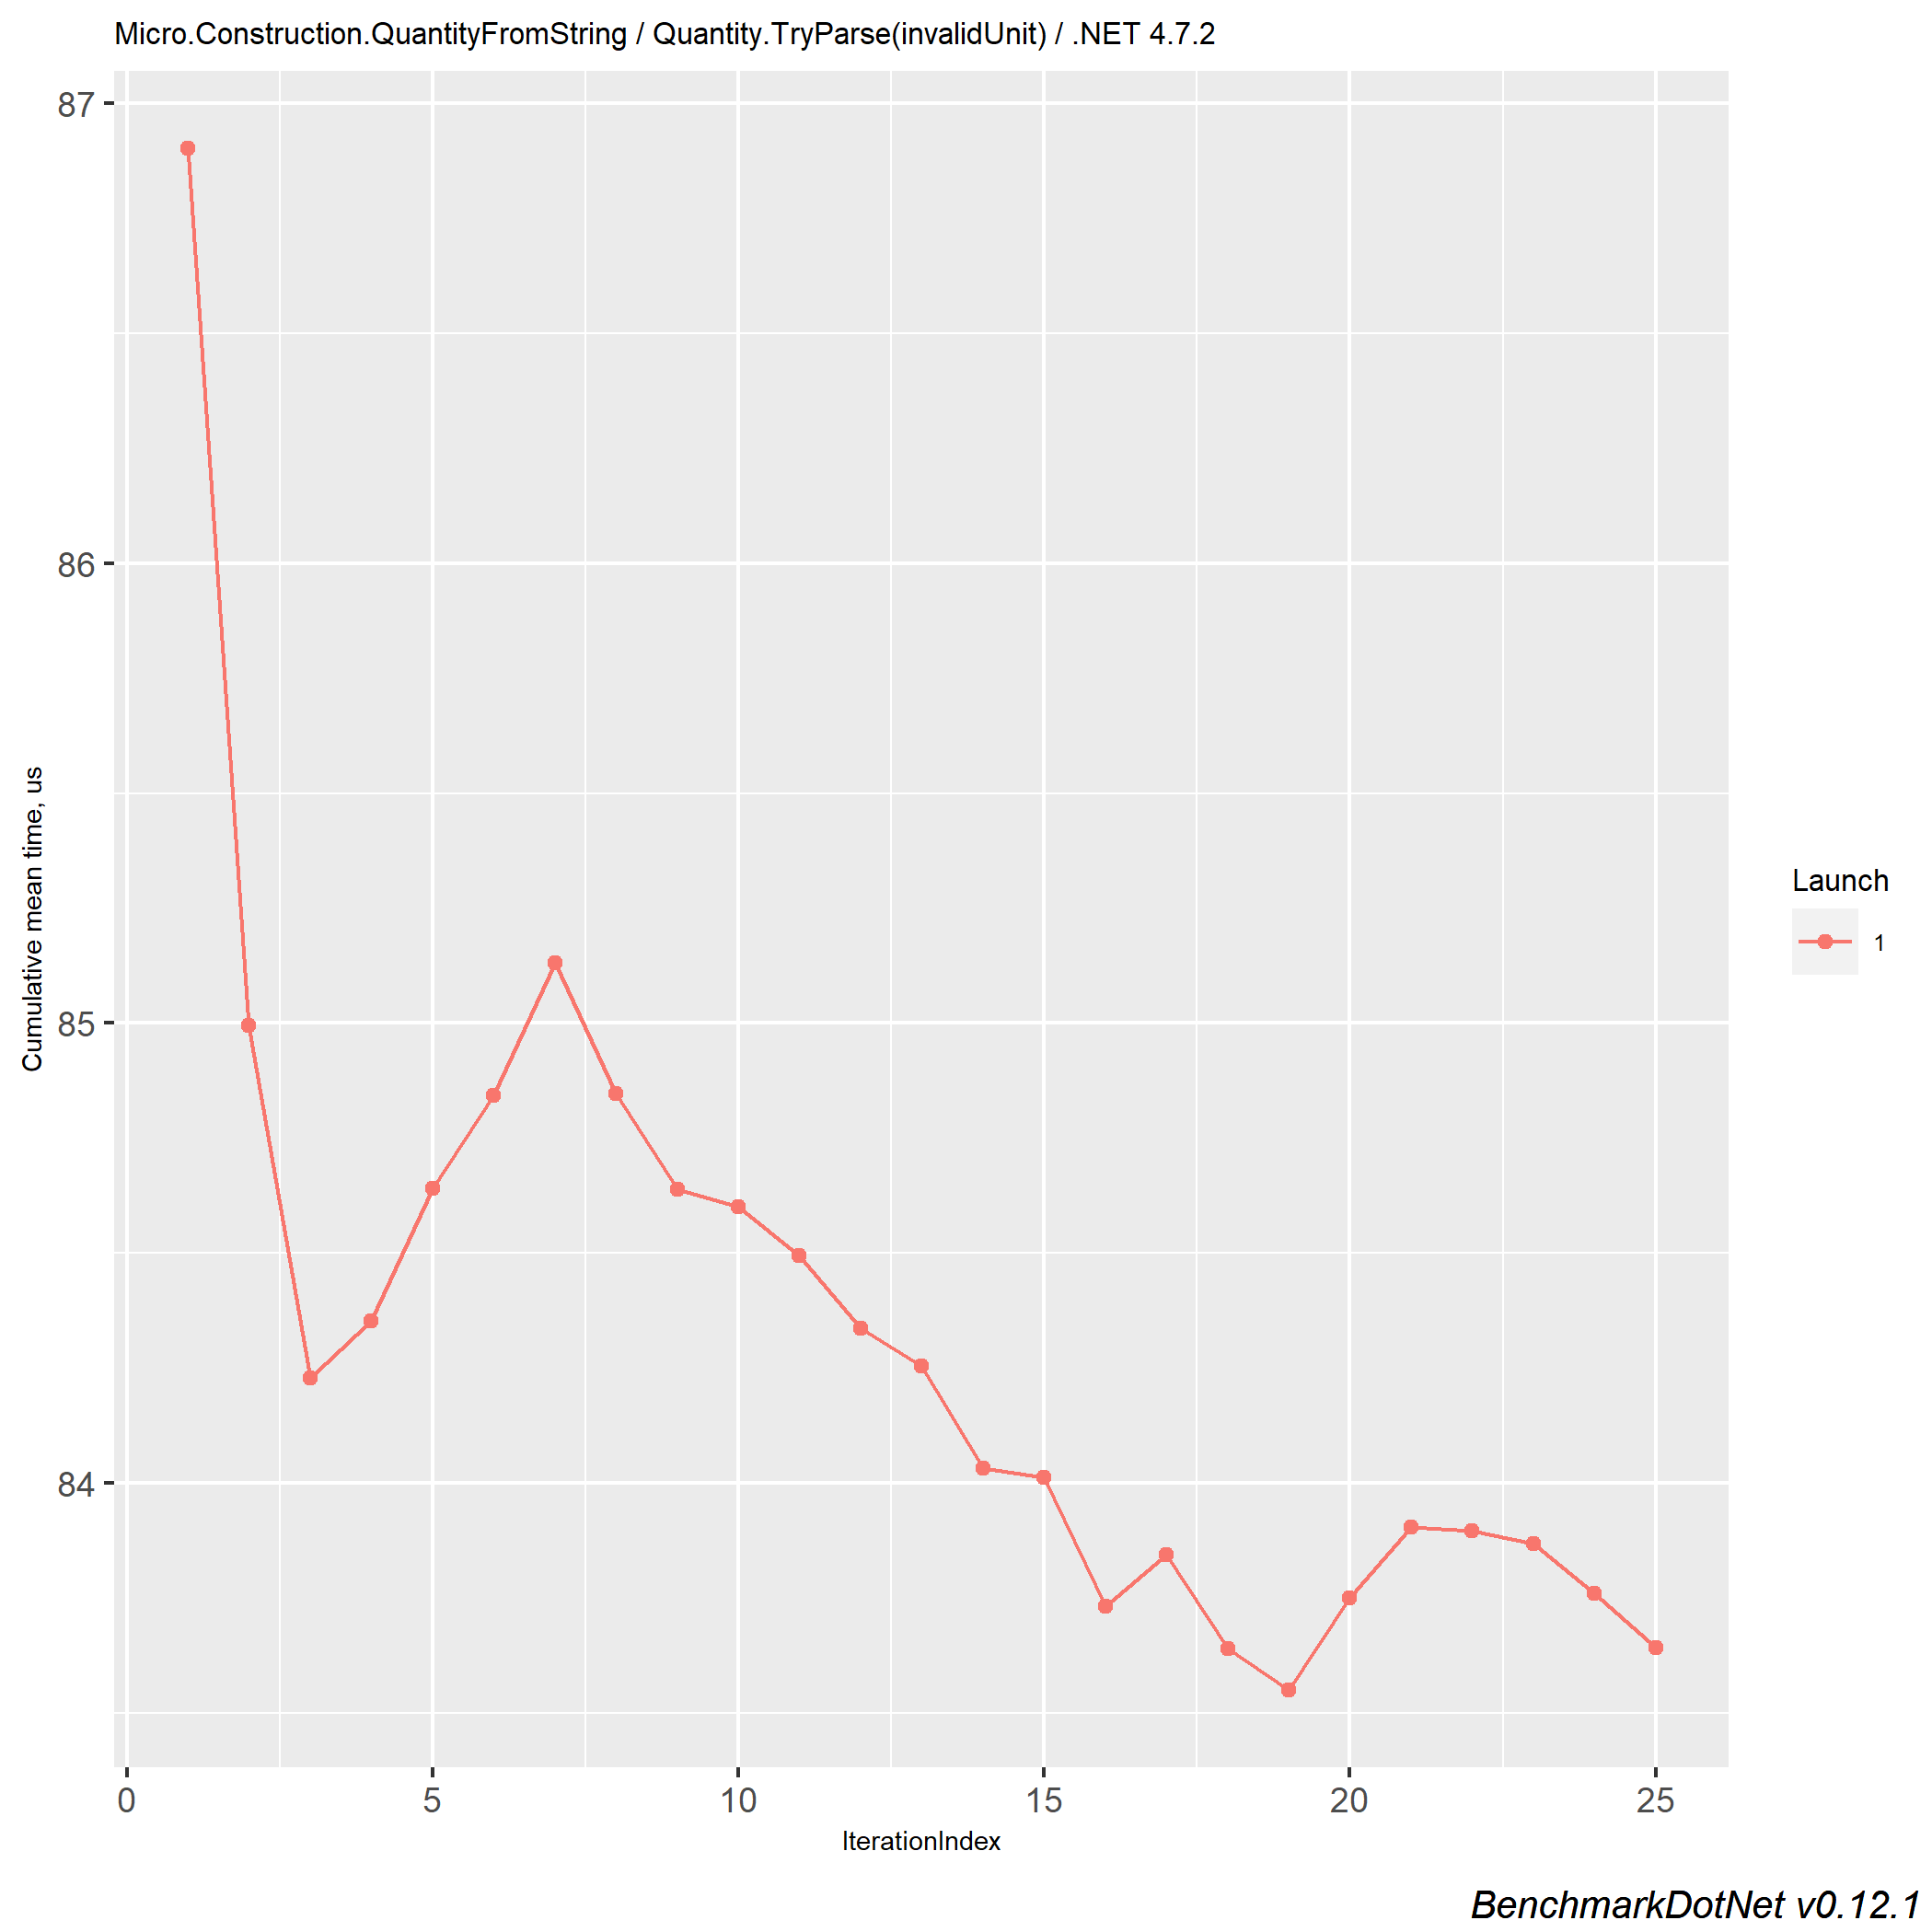 Micro.Construction.QuantityFromString / Quantity.TryParse(invalidUnit) / .NET 4.7.2
87
86
85
84
Cumulative mean time, us
0 5 10 15 20 25
IterationIndex
Launch
1
BenchmarkDotNet v0.12.1